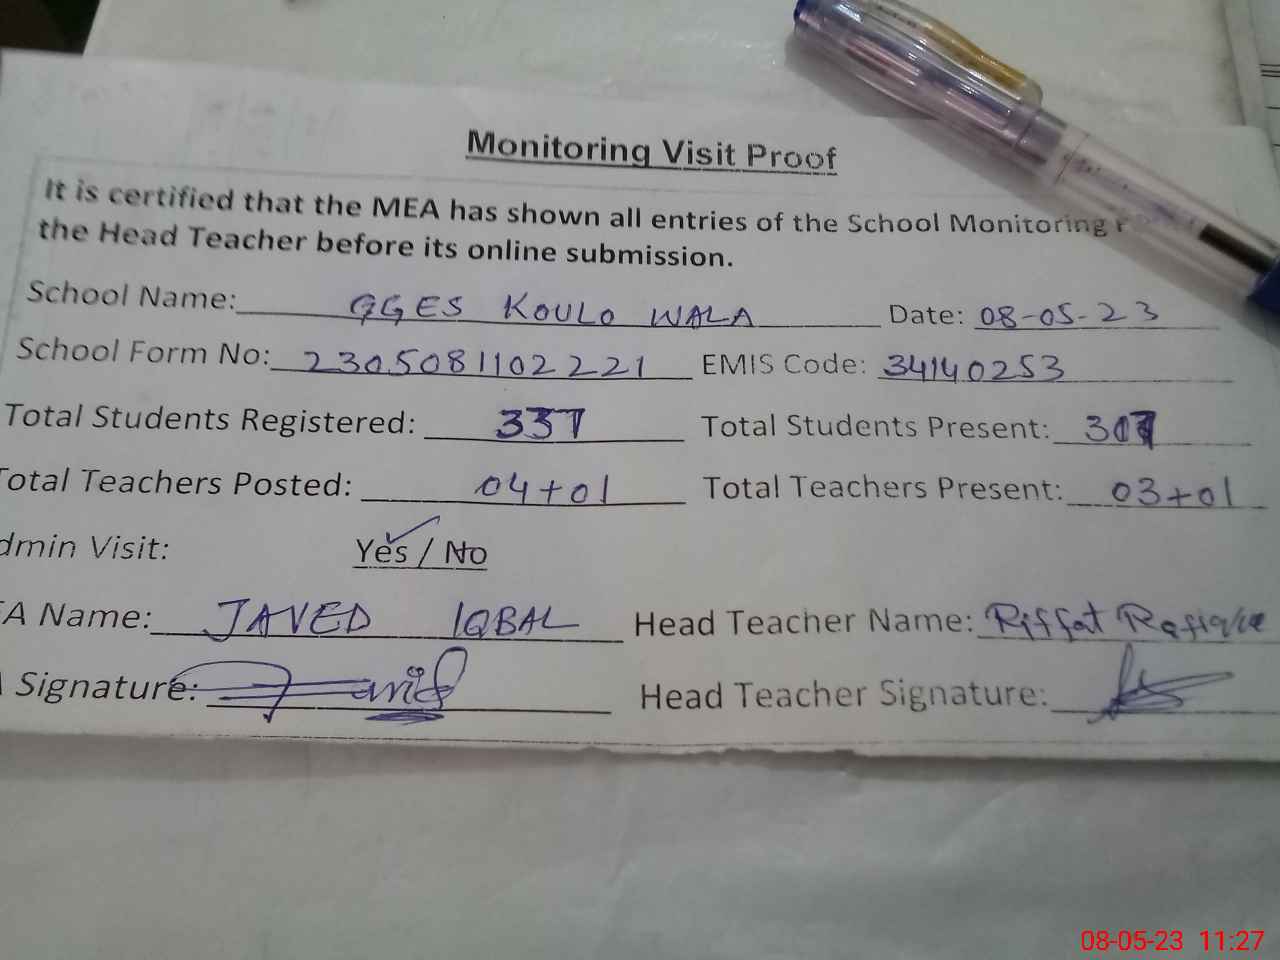 Monitoring Visit Proof
It is certified that the MEA has shown all entries of the School Monitoring
the Head Teacher before its online submission.
School Name: GGES KOULO WALA Date: 08-05-23
School Form No: 2305081102221 EMIS Code: 34140253
Total Students Registered: 337 Total Students Present:
Total Teachers Posted: 04+01 Total Teachers Present: 03+01
dmin Visit: Yes / No
A Name: JAVED IQBAL Head Teacher Name: Riffat Rafique
Signature: Head Teacher Signature:
08-05-23 11:27